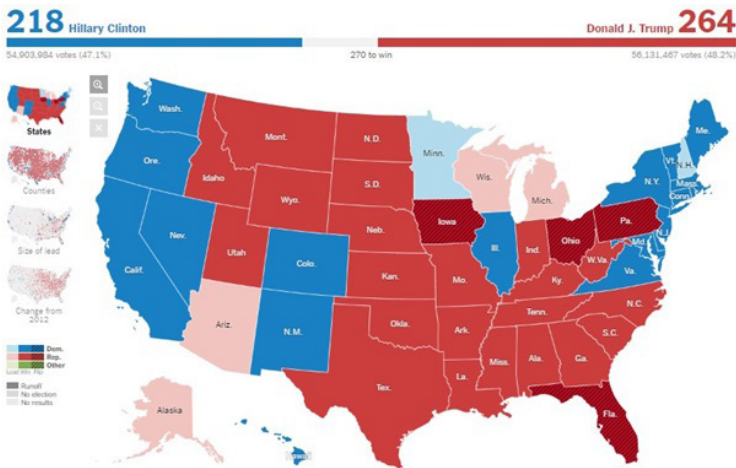 218 Hillary Clinton
Donald J. Trump 264
54,903,984 votes (47.1%)
270 to win
56,131,467 votes (48.2%)
States
Counties
Size of lead
Change from
2012
Dem.
Rep.
Other
Lead Win Flip
Runoff
No election
No results
Wash.
Ore.
Calif.
Nev.
Idaho
Mont.
Wyo.
Utah
Ariz.
Colo.
N.M.
N.D.
S.D.
Neb.
Kan.
Okla.
Tex.
Minn.
Iowa
Mo.
Ark.
La.
Wis.
Ill.
Mich.
Ind.
Ohio
Ky.
Tenn.
Miss.
Ala.
Ga.
Fla.
S.C.
N.C.
Va.
W.Va.
Md.
Pa.
N.J.
N.Y.
Conn.
Mass.
Vt.
N.H.
Me.
Alaska
Hawaii